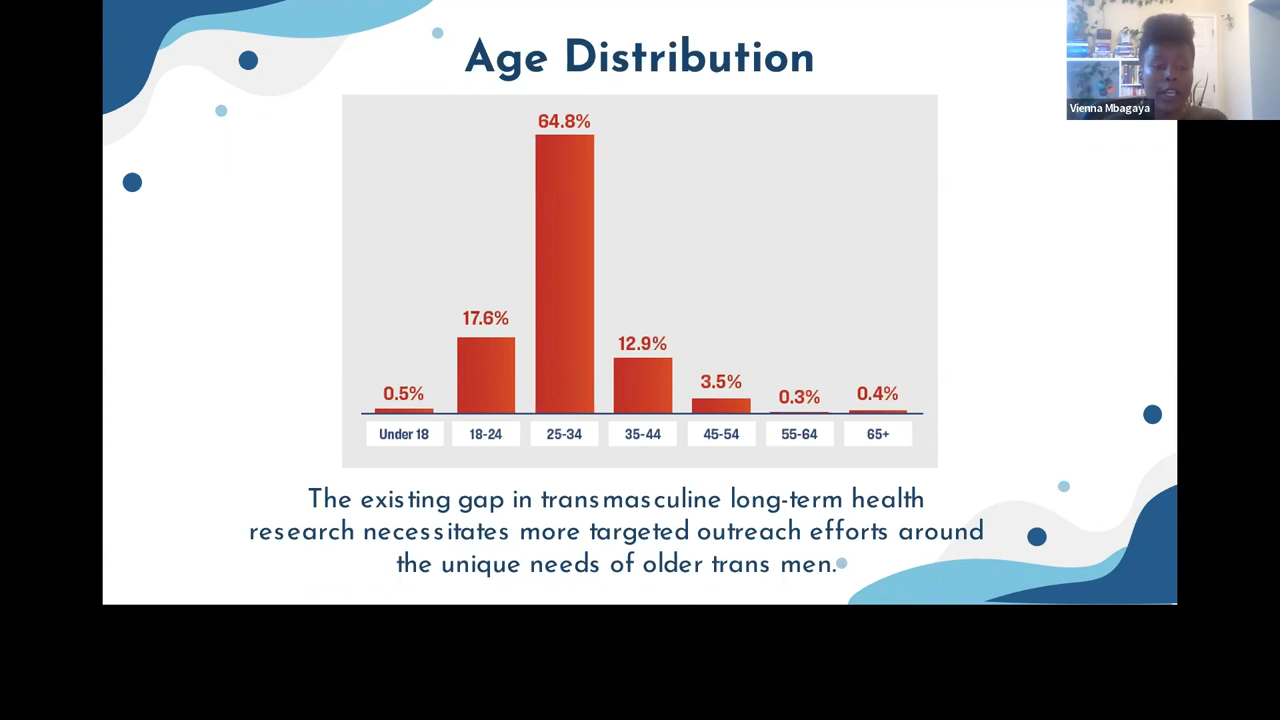 Age Distribution
Vienna Mbagaya
64.8%
17.6%
12.9%
3.5%
0.5%
0.3%
0.4%
Under 18
18-24
25-34
35-44
45-54
55-64
65+
The existing gap in transmasculine long-term health
research necessitates more targeted outreach efforts around
the unique needs of older trans men.